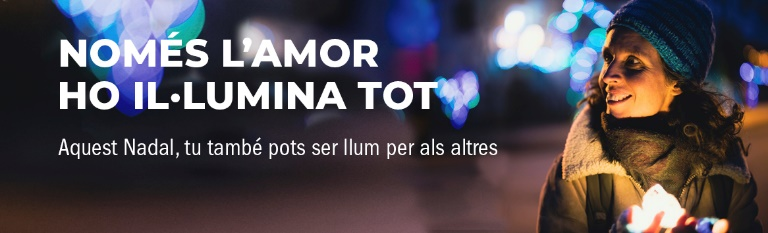 NOMÉS L'AMOR
HO IL·LUMINA TOT
Aquest Nadal, tu també pots ser llum per als altres